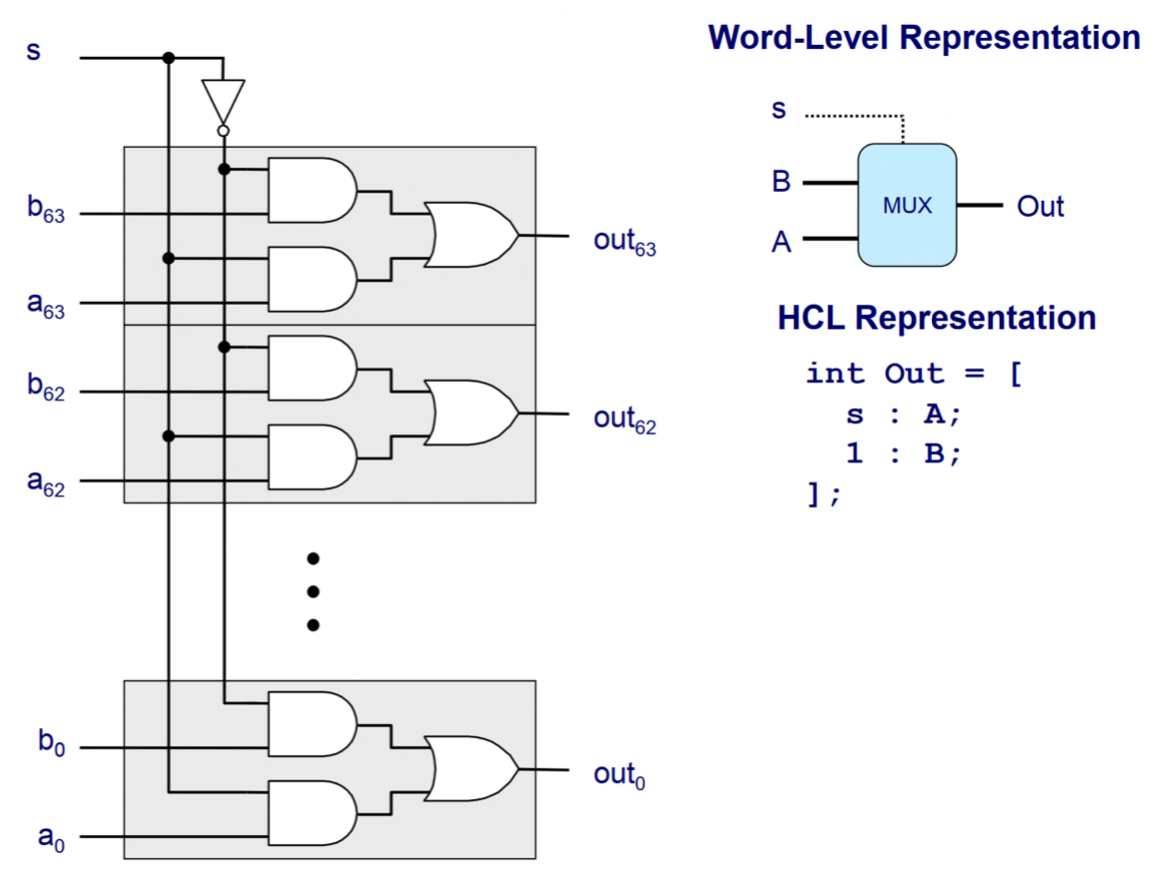 s
b63
a63
b62
a62
b0
a0
out63
out62
out0
Word-Level Representation
s
B
A
MUX
Out
HCL Representation
int Out = [
s : A;
1 : B;
];